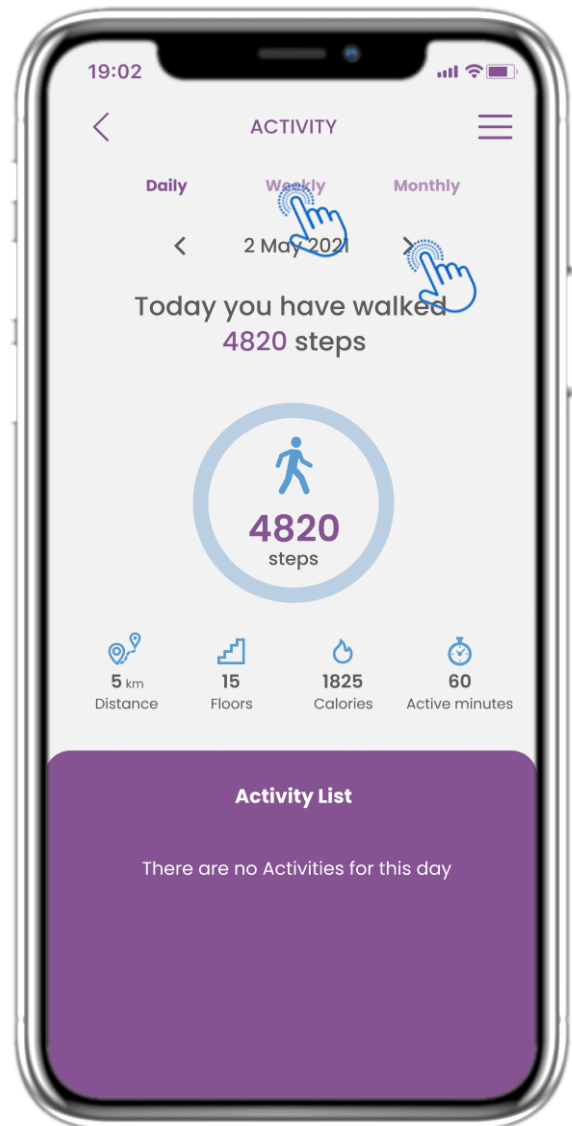 19:02
ACTIVITY
Daily Weekly Monthly
2 May 2021
Today you have walked
4820 steps
4820
steps
5 km 15 1825 60
Distance Floors Calories Active minutes
Activity List
There are no Activities for this day